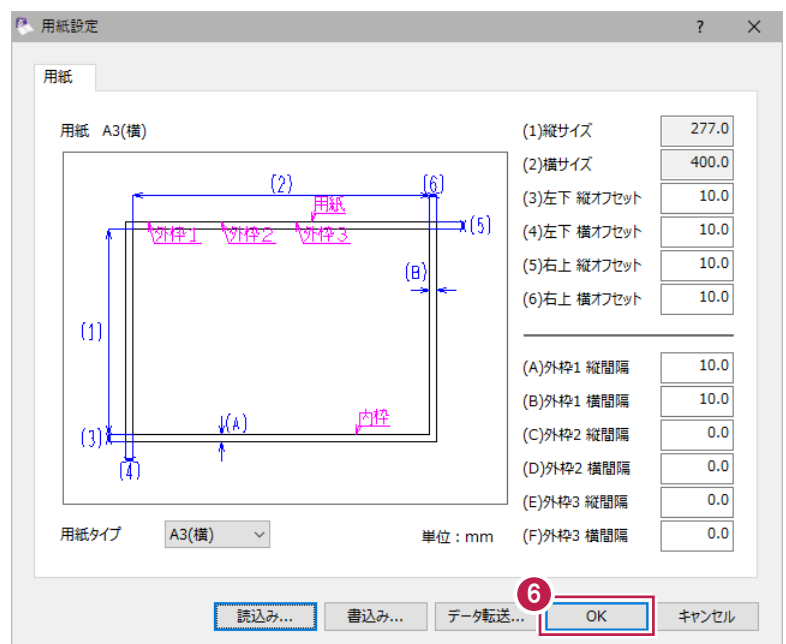 用紙設定
?
用紙
用紙 A3(横)
(2)
(6)
用紙
(5)
外枠1 外枠2 外枠3
(B)
(1)
内枠
(A)
(3)
(4)
用紙タイプ A3(横) 単位:mm
(1)縦サイズ 277.0
(2)横サイズ 400.0
(3)左下 縦オフセット 10.0
(4)左下 横オフセット 10.0
(5)右上 縦オフセット 10.0
(6)右上 横オフセット 10.0
(A)外枠1 縦間隔 10.0
(B)外枠1 横間隔 10.0
(C)外枠2 縦間隔 0.0
(D)外枠2 横間隔 0.0
(E)外枠3 縦間隔 0.0
(F)外枠3 横間隔 0.0
6
読込み... 書込み... データ転送... OK キャンセル